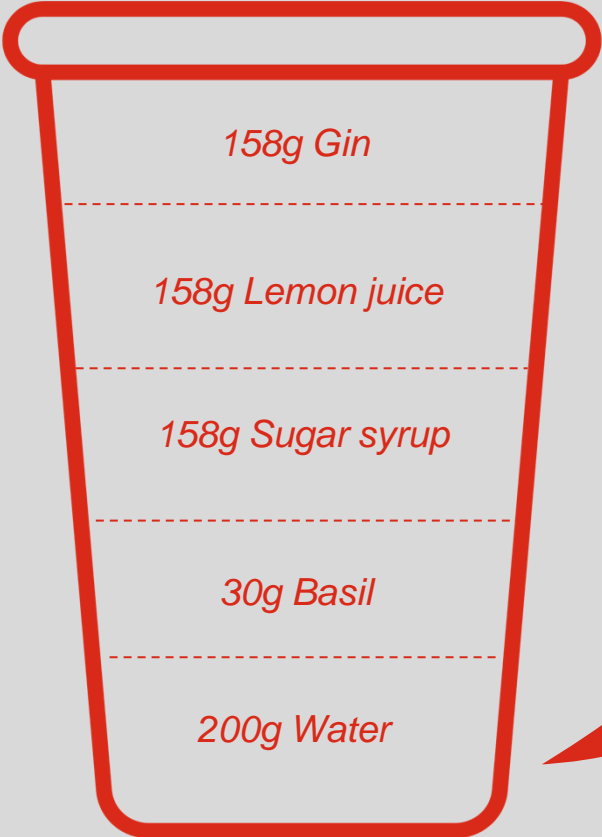 158g Gin
158g Lemon juice
158g Sugar syrup
30g Basil
200g Water